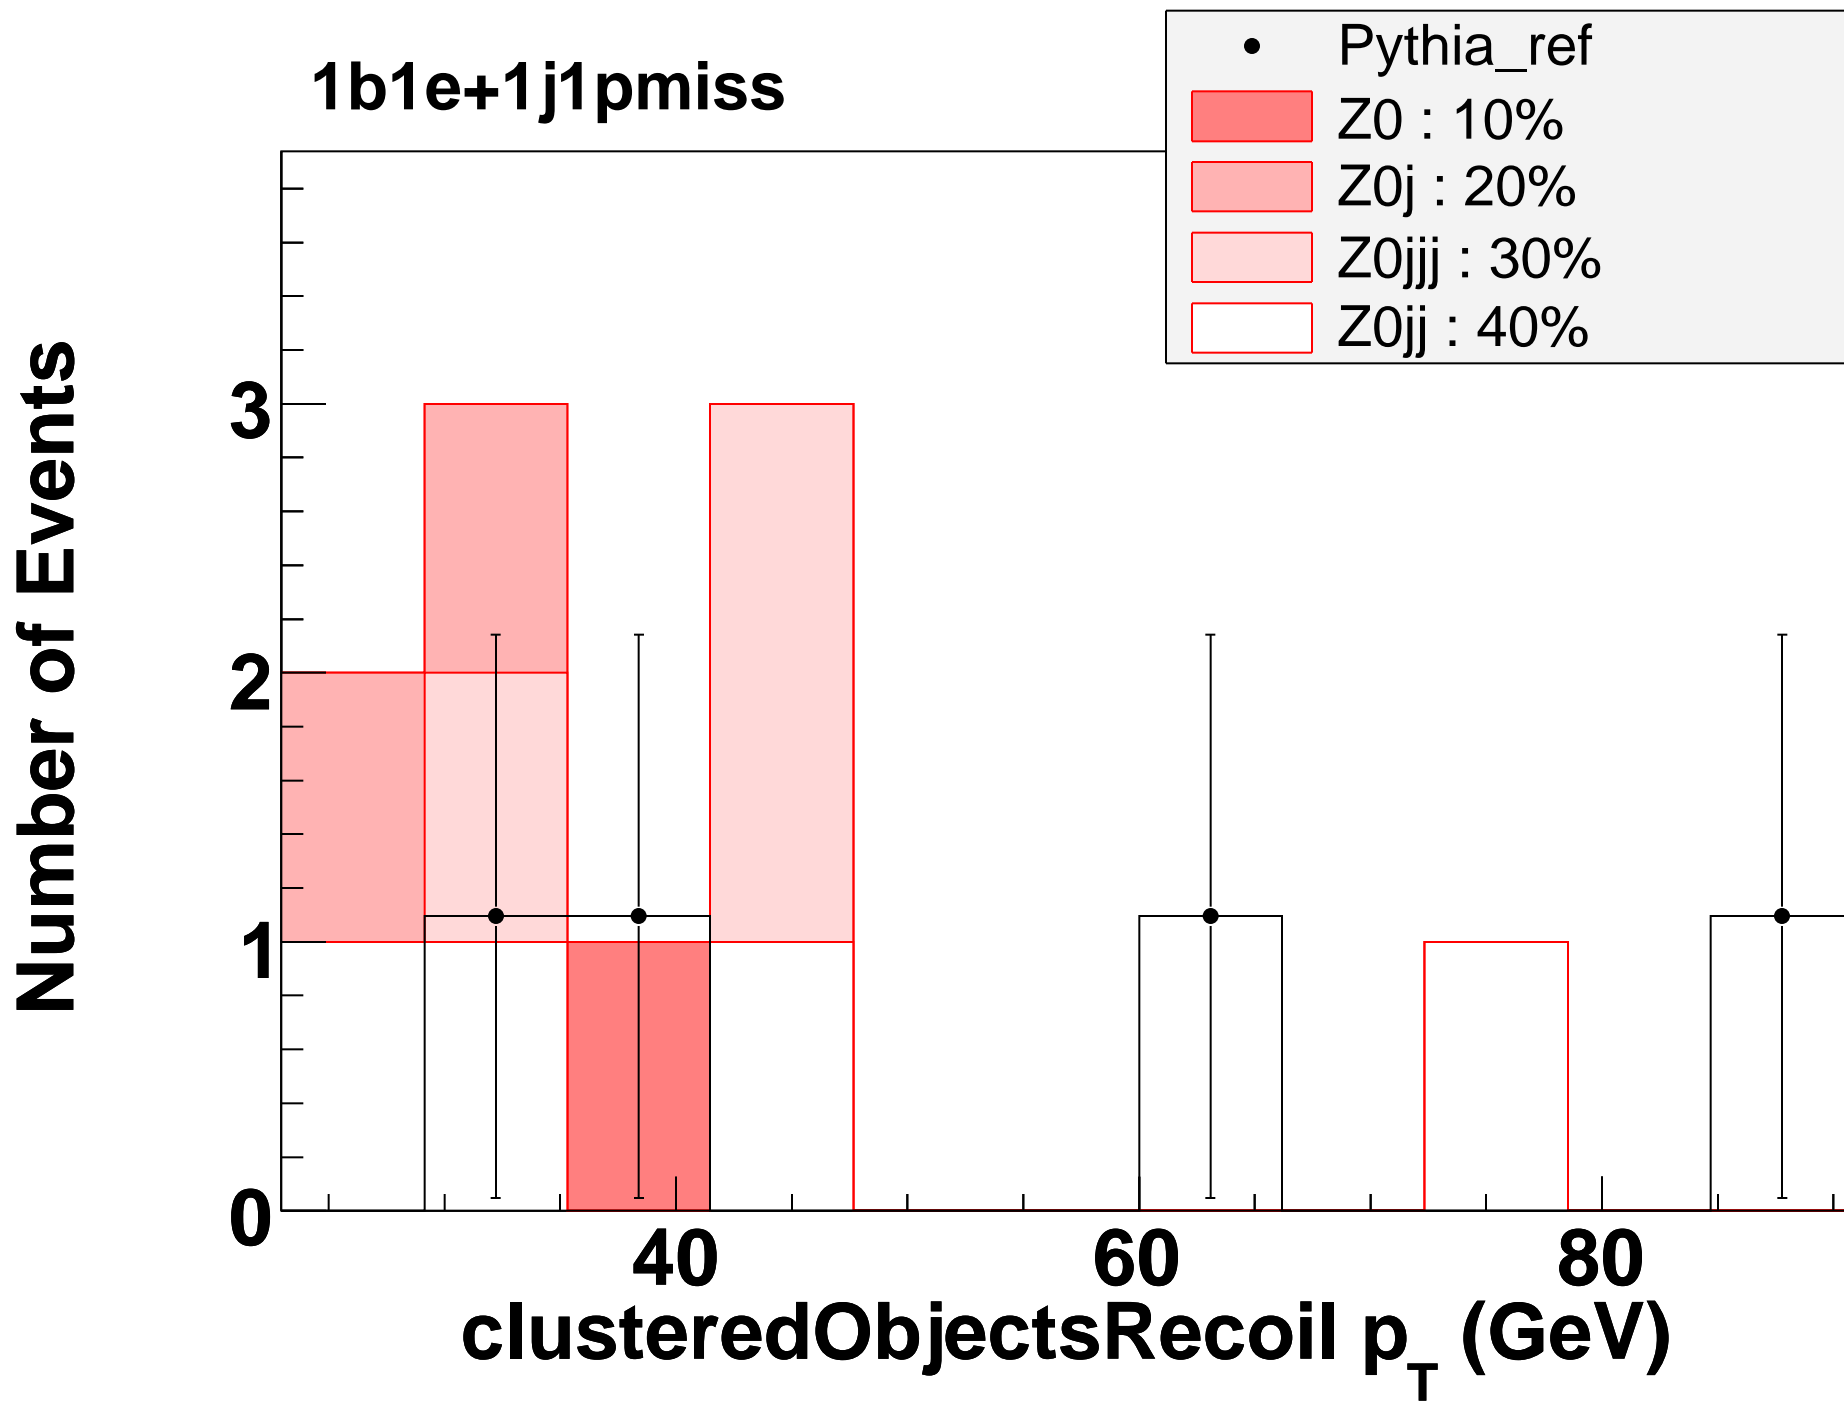 1b1e+1j1pmiss
Pythia_ref
Z0 : 10%
Z0j : 20%
Z0jjj : 30%
Z0jj : 40%
Number of Events
3
2
1
0
40 60 80
clusteredObjectsRecoil p_T (GeV)